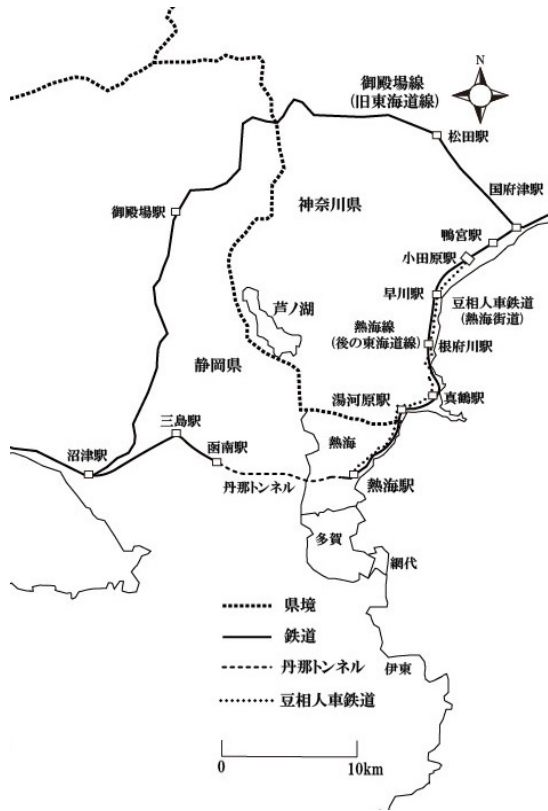 N
御殿場線
(旧東海道線)
松田駅
国府津駅
御殿場駅
神奈川県
鴨宮駅
小田原駅
早川駅
豆相人車鉄道
(熱海街道)
芦ノ湖
熱海線
(後の東海道線)
根府川駅
静岡県
湯河原駅
真鶴駅
三島駅
熱海
沼津駅
函南駅
丹那トンネル
熱海駅
多賀
網代
県境
鉄道
丹那トンネル
伊東
豆相人車鉄道
0
10km